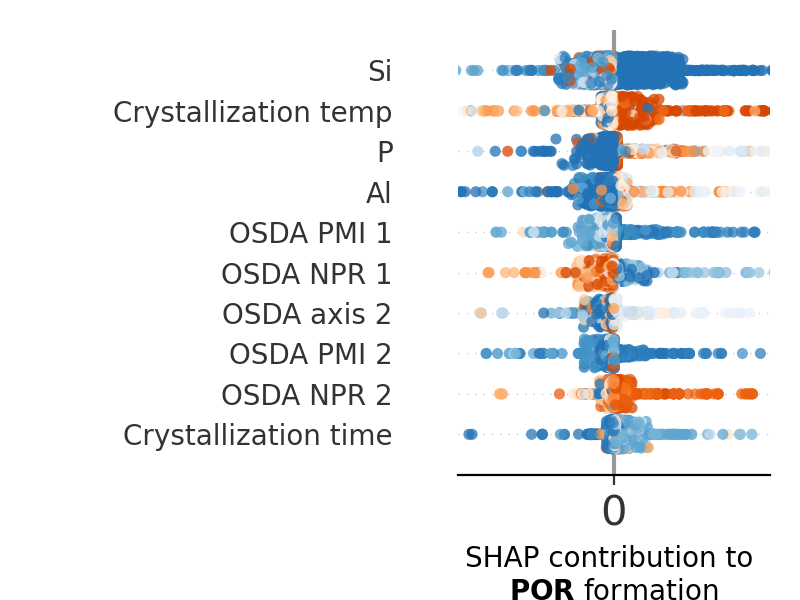 Si
Crystallization temp
P
Al
OSDA PMI 1
OSDA NPR 1
OSDA axis 2
OSDA PMI 2
OSDA NPR 2
Crystallization time
0
SHAP contribution to
POR formation